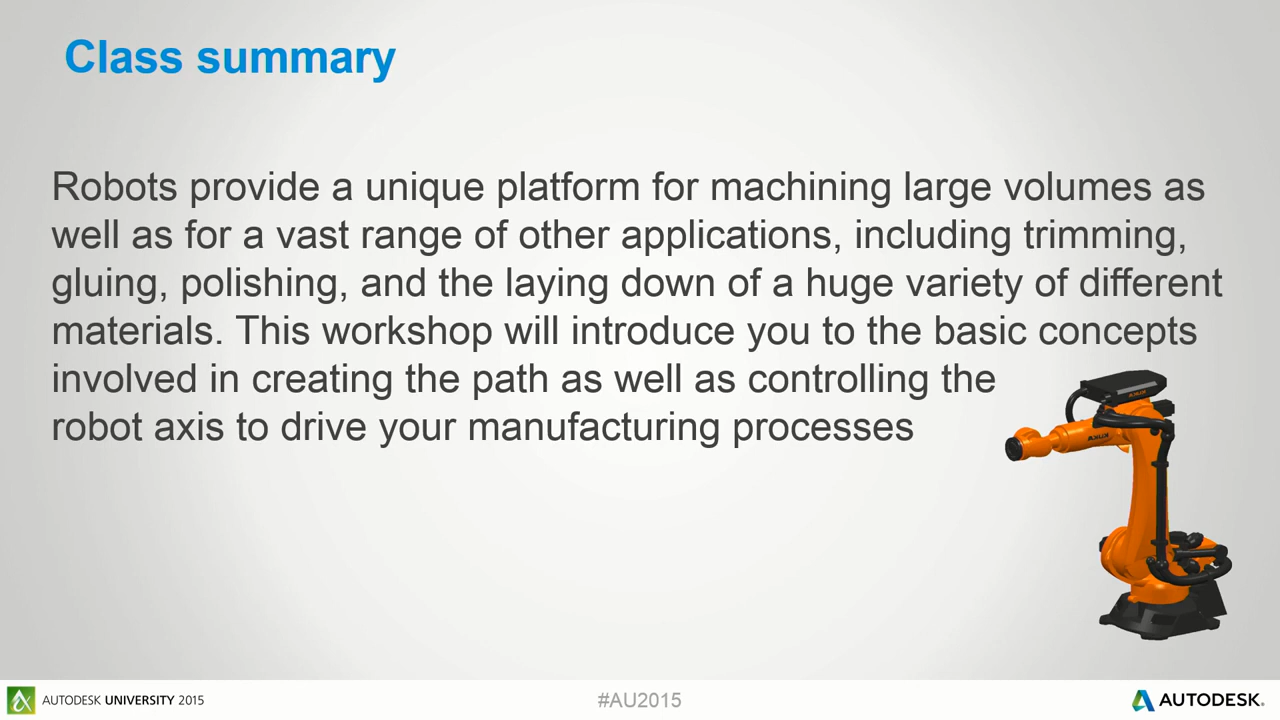 Class summary
Robots provide a unique platform for machining large volumes as
well as for a vast range of other applications, including trimming,
gluing, polishing, and the laying down of a huge variety of different
materials. This workshop will introduce you to the basic concepts
involved in creating the path as well as controlling the
robot axis to drive your manufacturing processes
KUKA
AUTODESK UNIVERSITY 2015
#AU2015
AUTODESK®